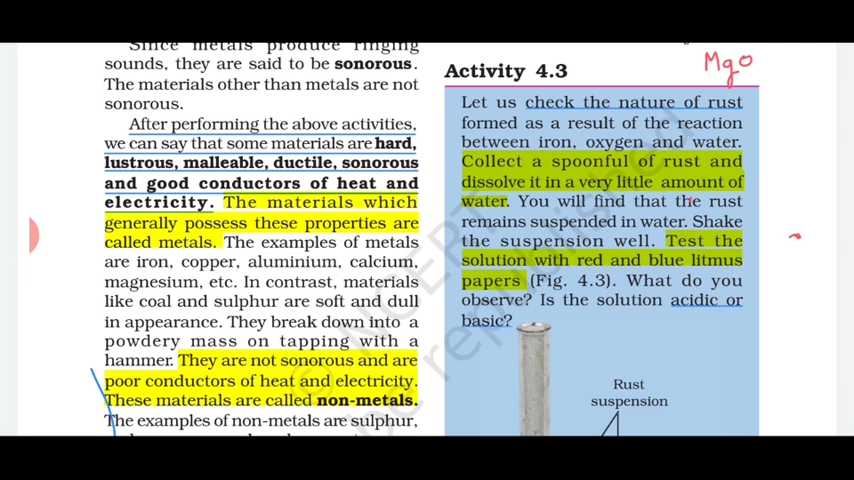 Since metals produce ringing
sounds, they are said to be sonorous.
The materials other than metals are not
sonorous.
After performing the above activities,
we can say that some materials are hard,
lustrous, malleable, ductile, sonorous
and good conductors of heat and
electricity. The materials which
generally possess these properties are
called metals. The examples of metals
are iron, copper, aluminium, calcium,
magnesium, etc. In contrast, materials
like coal and sulphur are soft and dull
in appearance. They break down into a
powdery mass on tapping with a
hammer. They are not sonorous and are
poor conductors of heat and electricity.
These materials are called non-metals.
The examples of non-metals are sulphur,
Activity 4.3
MgO
Let us check the nature of rust
formed as a result of the reaction
between iron, oxygen and water.
Collect a spoonful of rust and
dissolve it in a very little amount of
water. You will find that the rust
remains suspended in water. Shake
the suspension well. Test the
solution with red and blue litmus
papers (Fig. 4.3). What do you
observe? Is the solution acidic or
basic?
Rust
suspension
© NCERT
be republished